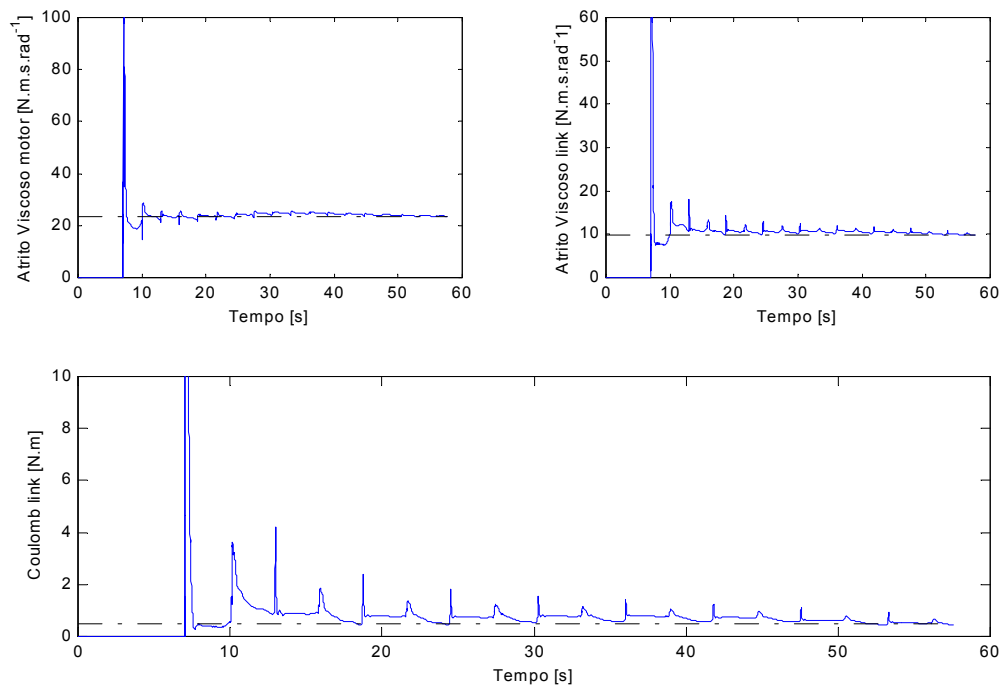 100
80
60
40
20
0
0 10 20 30 40 50 60
Tempo [s]
Atrito Viscoso motor [N.m.s.rad⁻¹]
60
50
40
30
20
10
0
0 10 20 30 40 50 60
Tempo [s]
Atrito Viscoso link [N.m.s.rad⁻1]
10
8
6
4
2
0
0 10 20 30 40 50 60
Tempo [s]
Coulomb link [N.m]